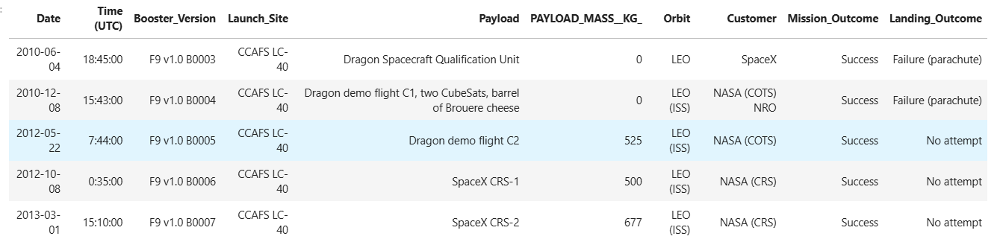 Date Time (UTC) Booster_Version Launch_Site Payload PAYLOAD_MASS__KG_ Orbit Customer Mission_Outcome Landing_Outcome
2010-06-04 18:45:00 F9 v1.0 B0003 CCAFS LC-40 Dragon Spacecraft Qualification Unit 0 LEO SpaceX Success Failure (parachute)
2010-12-08 15:43:00 F9 v1.0 B0004 CCAFS LC-40 Dragon demo flight C1, two CubeSats, barrel of Brouere cheese 0 LEO (ISS) NASA (COTS) NRO Success Failure (parachute)
2012-05-22 7:44:00 F9 v1.0 B0005 CCAFS LC-40 Dragon demo flight C2 525 LEO (ISS) NASA (COTS) Success No attempt
2012-10-08 0:35:00 F9 v1.0 B0006 CCAFS LC-40 SpaceX CRS-1 500 LEO (ISS) NASA (CRS) Success No attempt
2013-03-01 15:10:00 F9 v1.0 B0007 CCAFS LC-40 SpaceX CRS-2 677 LEO (ISS) NASA (CRS) Success No attempt